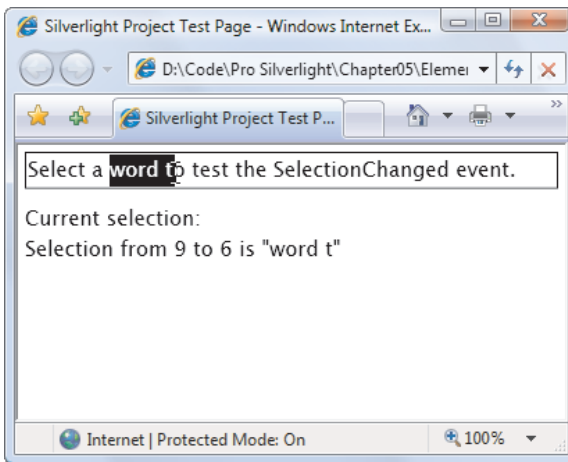 Silverlight Project Test Page - Windows Internet Ex...
D:\Code\Pro Silverlight\Chapter05\Elemei
Silverlight Project Test P...
Select a word to test the SelectionChanged event.
Current selection:
Selection from 9 to 6 is "word t"
Internet | Protected Mode: On
100%